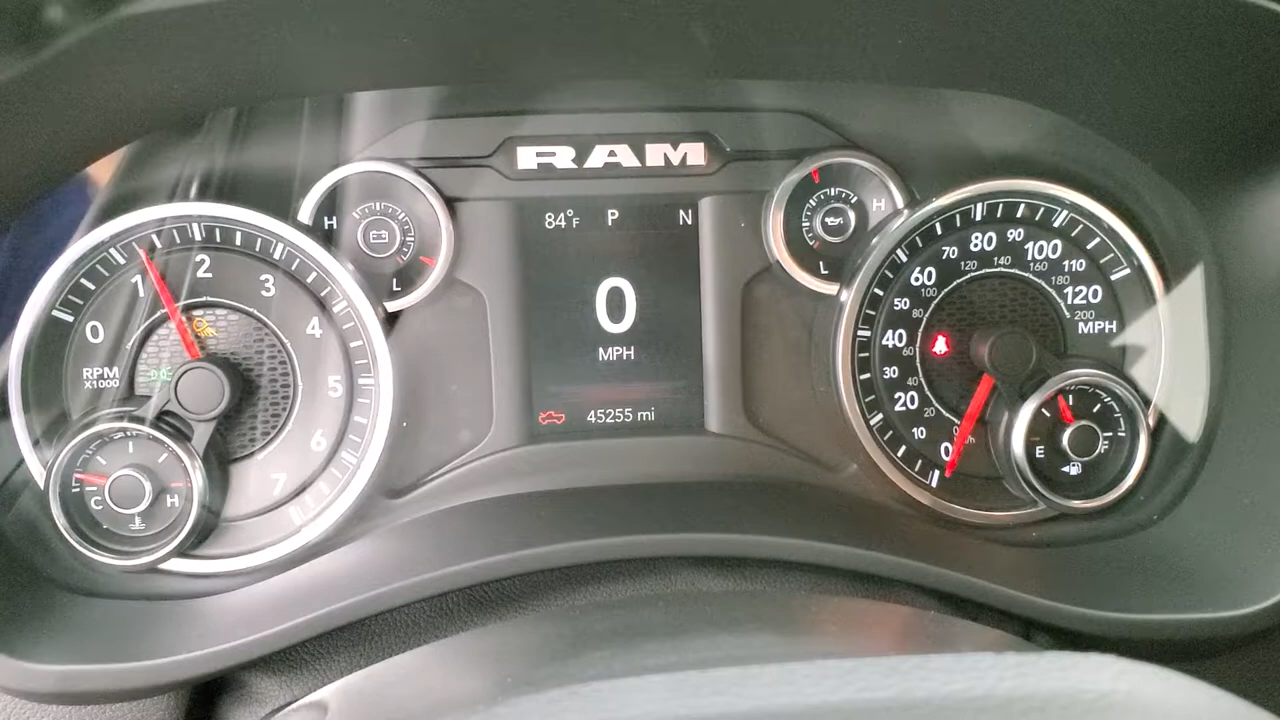 RAM
84°F P N
0
MPH
45255 mi
0 1 2 3 4 5 6 7
RPM
X1000
C H
H
L
H
L
0 10 20 30 40 50 60 70 80 90 100 110 120
MPH
0 20 40 60 80 100 120 140 160 180 200
E F